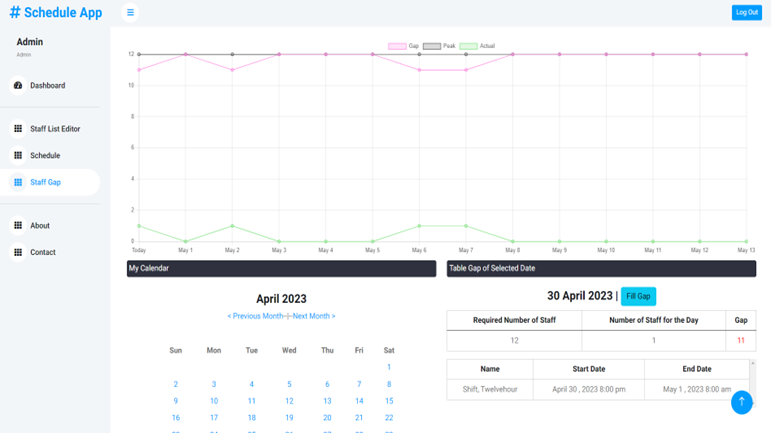 # Schedule App
Log Out
Admin
Admin
Dashboard
Staff List Editor
Schedule
Staff Gap
About
Contact
Gap Peak Actual
12
10
8
6
4
2
0
Today May 1 May 2 May 3 May 4 May 5 May 6 May 7 May 8 May 9 May 10 May 11 May 12 May 13
My Calendar
April 2023
< Previous Month-|-Next Month >
Sun Mon Tue Wed Thu Fri Sat
1
2 3 4 5 6 7 8
9 10 11 12 13 14 15
16 17 18 19 20 21 22
Table Gap of Selected Date
30 April 2023 | Fill Gap
Required Number of Staff Number of Staff for the Day Gap
12 1 11
Name Start Date End Date
Shift, Twelvehour April 30 , 2023 8:00 pm May 1 , 2023 8:00 am